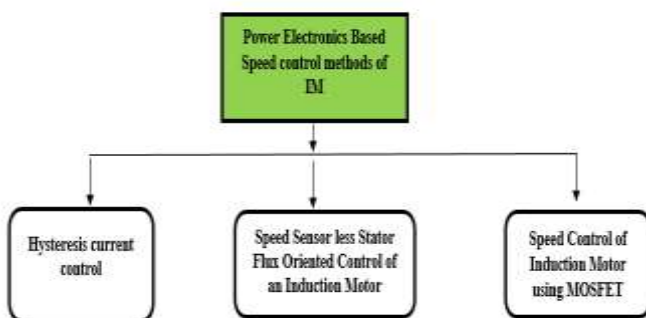 Power Electronics Based
Speed control methods of
IM
Hysteresis current
control
Speed Sensor less Stator
Flux Oriented Control of
an Induction Motor
Speed Control of
Induction Motor
using MOSFET